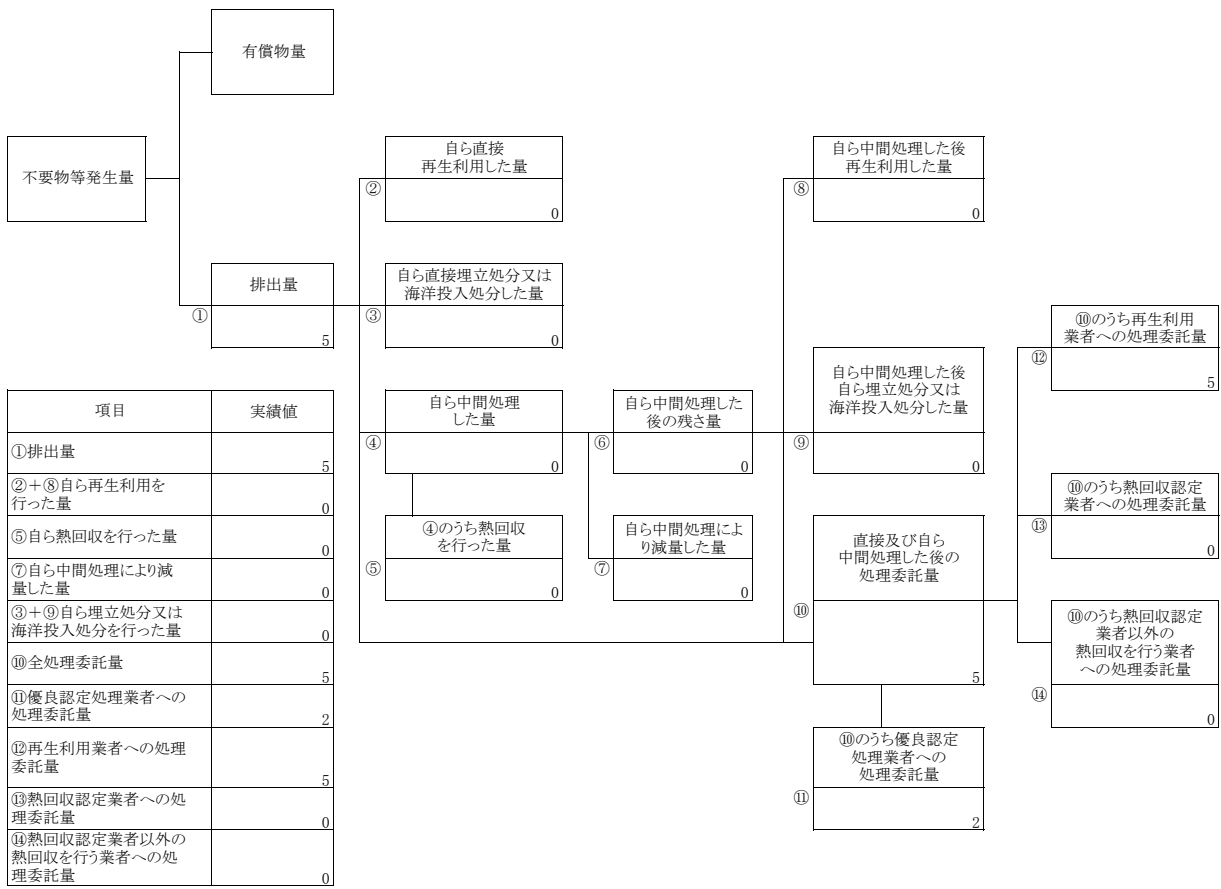 有償物量
不要物等発生量
自ら直接
再生利用した量
②
0
自ら中間処理した後
再生利用した量
⑧
0
排出量
①
5
自ら直接埋立処分又は
海洋投入処分した量
③
0
⑩のうち再生利用
業者への処理委託量
⑫
5
自ら中間処理
した量
④
0
自ら中間処理した
後の残さ量
⑥
0
自ら中間処理した後
自ら埋立処分又は
海洋投入処分した量
⑨
0
⑩のうち熱回収認定
業者への処理委託量
⑬
0
④のうち熱回収
を行った量
⑤
0
自ら中間処理によ
り減量した量
⑦
0
直接及び自ら
中間処理した後の
処理委託量
⑩
5
⑩のうち熱回収認定
業者以外の
熱回収を行う業者
への処理委託量
⑭
0
⑩のうち優良認定
処理業者への
処理委託量
⑪
2
項目 実績値
①排出量 5
②＋⑧自ら再生利用を
行った量 0
⑤自ら熱回収を行った量 0
⑦自ら中間処理により減
量した量 0
③＋⑨自ら埋立処分又は
海洋投入処分を行った量 0
⑩全処理委託量 5
⑪優良認定処理業者への
処理委託量 2
⑫再生利用業者への処理
委託量 5
⑬熱回収認定業者への処
理委託量 0
⑭熱回収認定業者以外の
熱回収を行う業者への処
理委託量 0